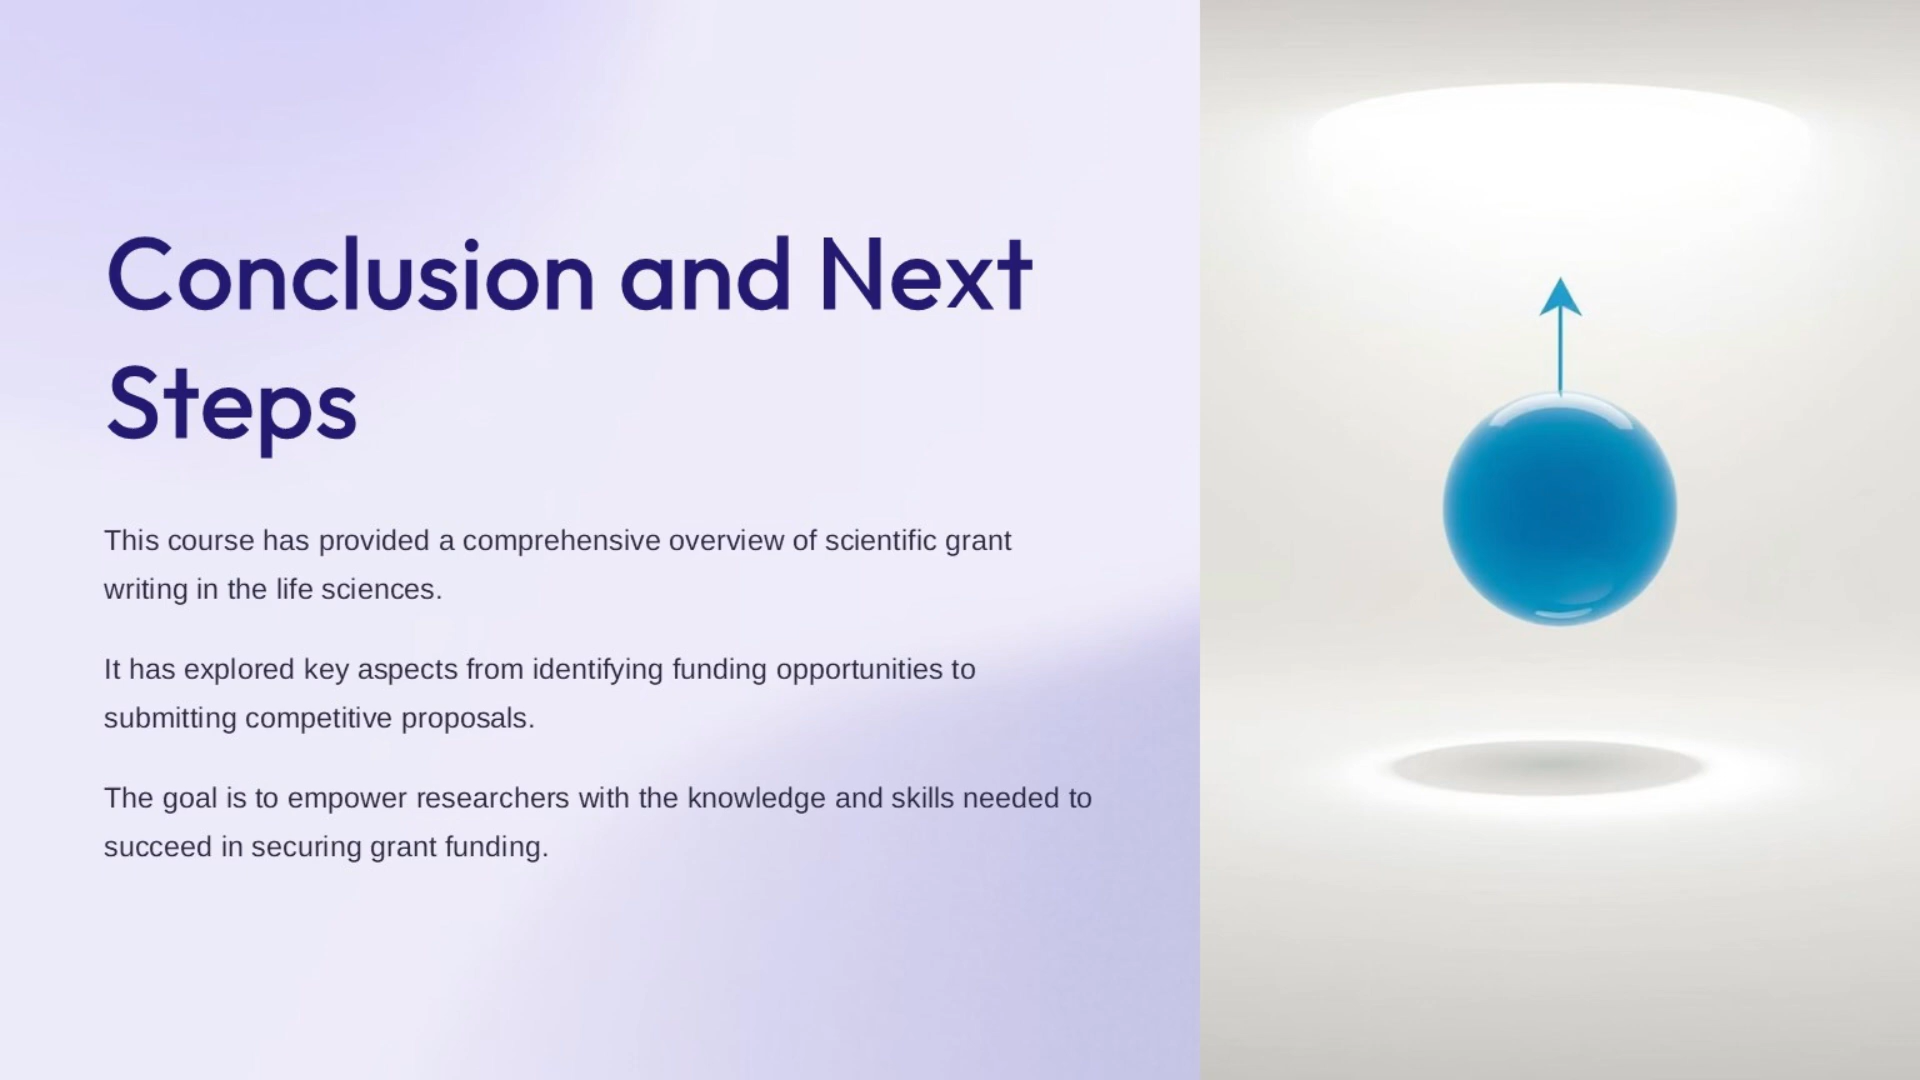 Conclusion and Next
Steps
This course has provided a comprehensive overview of scientific grant
writing in the life sciences.
It has explored key aspects from identifying funding opportunities to
submitting competitive proposals.
The goal is to empower researchers with the knowledge and skills needed to
succeed in securing grant funding.